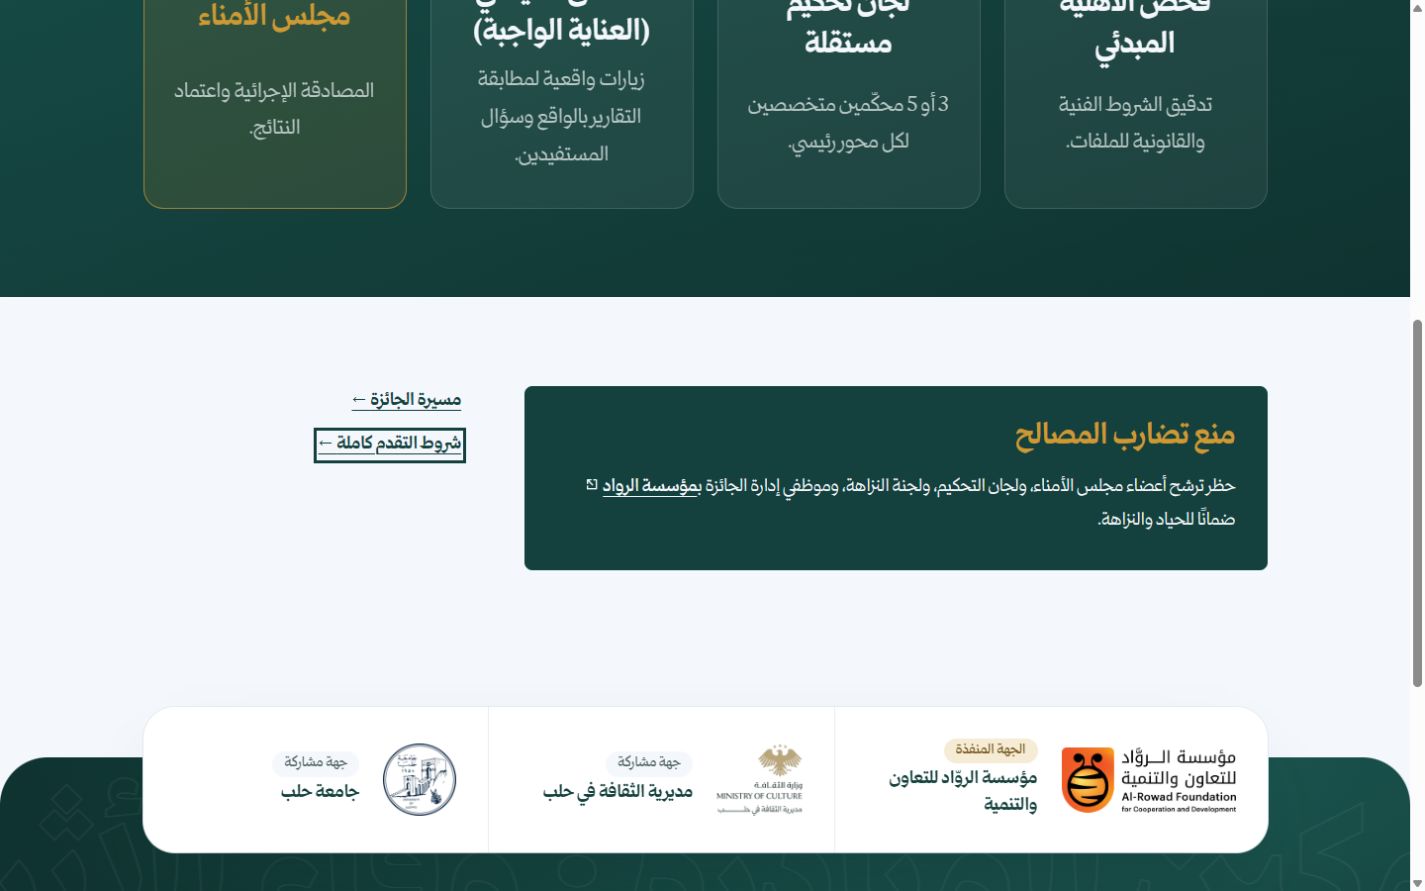 فحص الأهلية
المبدئي
تدقيق الشروط الفنية
والقانونية للملفات.
لجان تحكيم
مستقلة
3 أو 5 محكّمين متخصصين
لكل محور رئيسي.
(العناية الواجبة)
زيارات واقعية لمطابقة
التقارير بالواقع وسؤال
المستفيدين.
مجلس الأمناء
المصادقة الإجرائية واعتماد
النتائج.
منع تضارب المصالح
حظر ترشح أعضاء مجلس الأمناء، ولجان التحكيم، ولجنة النزاهة، وموظفي إدارة الجائزة بمؤسسة الرواد
ضمانًا للحياد والنزاهة.
مسيرة الجائزة ←
شروط التقدم كاملة ←
مؤسسة الـروَّاد
للتعاون والتنمية
Al-Rowad Foundation
for Cooperation and Development
الجهة المنفذة
مؤسسة الروّاد للتعاون
والتنمية
وزارة الثقافة
MINISTRY OF CULTURE
مديرية الثقافة في حلب
جهة مشاركة
مديرية الثقافة في حلب
جهة مشاركة
جامعة حلب